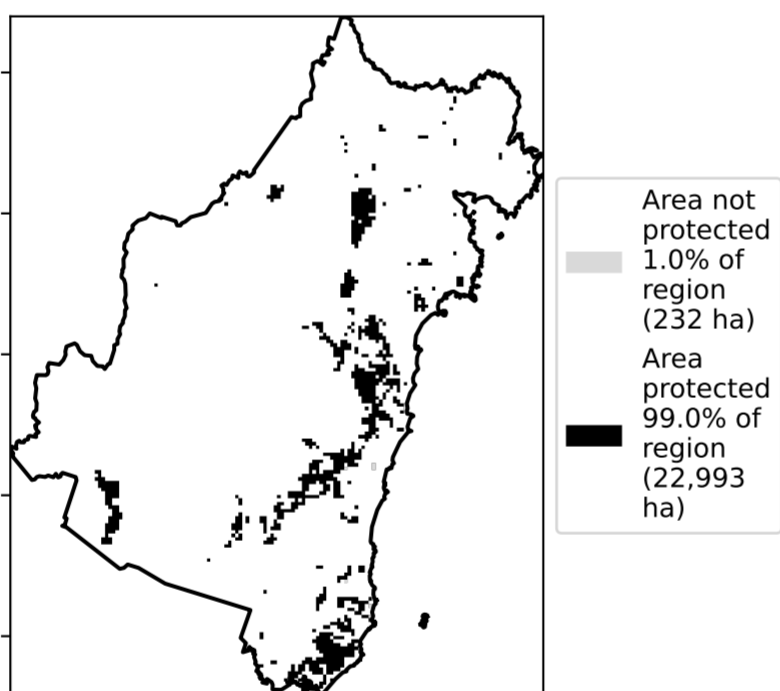 Area not
protected
1.0% of
region
(232 ha)
Area
protected
99.0% of
region
(22,993
ha)